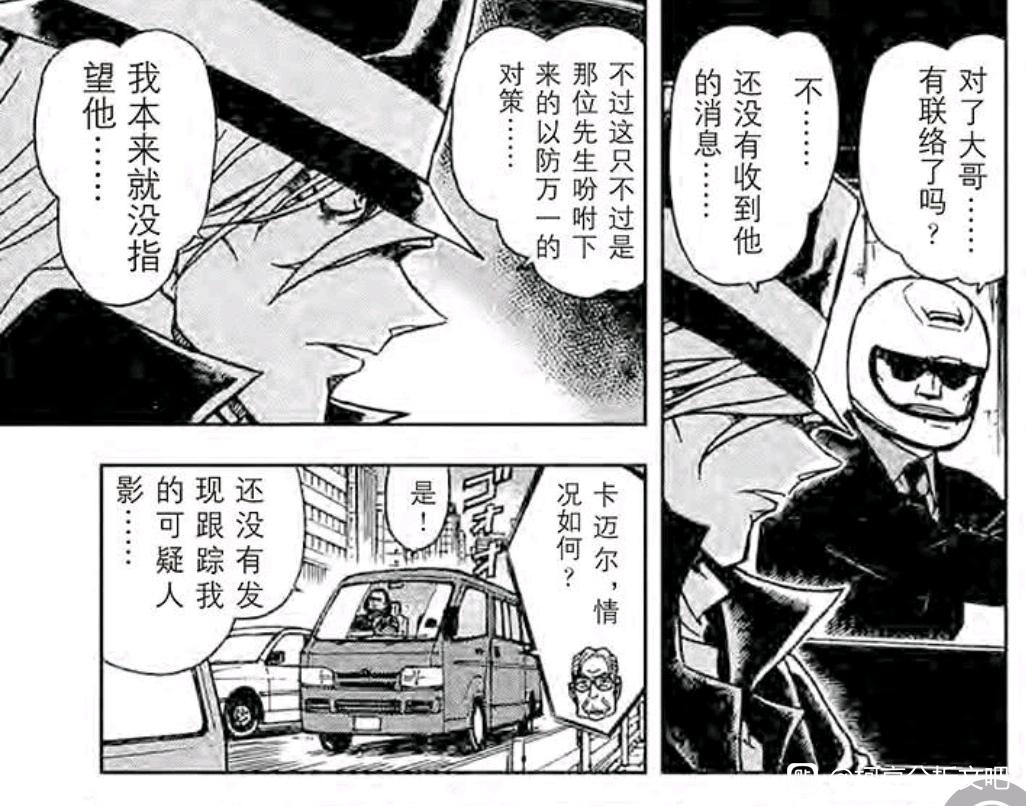 对了大哥……
有联络了吗？
不……
还没有收到他
的消息……
不过这只不过是
那位先生吩咐下
来的以防万一的
对策……
我本来就没指
望他……
卡迈尔，情
况如何？
ゴオオ
是！
还没有发
现跟踪我
的可疑人
影……